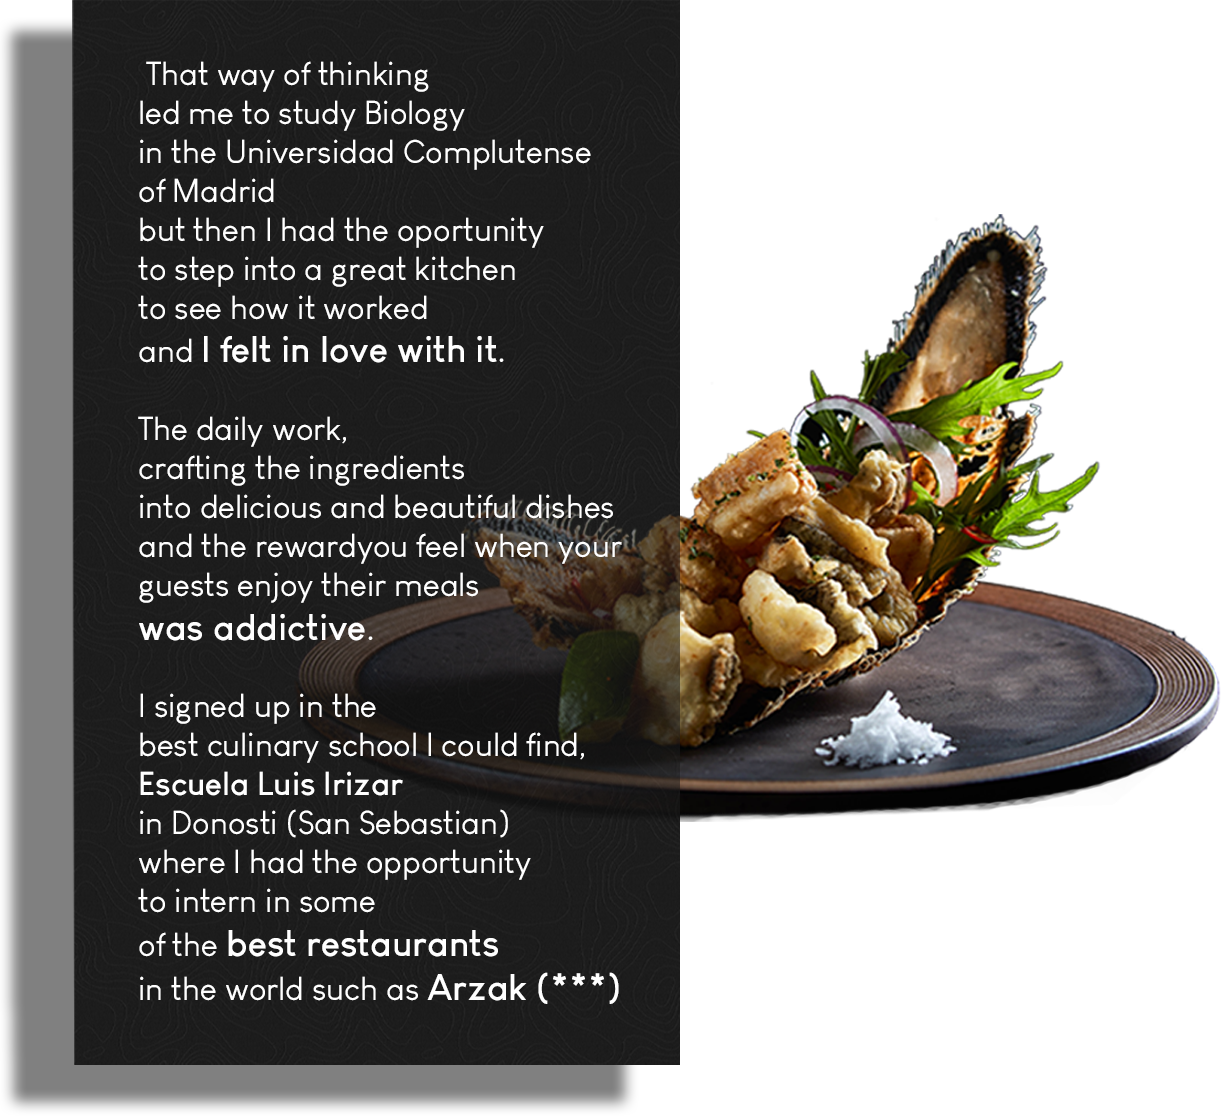 That way of thinking
led me to study Biology
in the Universidad Complutense
of Madrid
but then I had the oportunity
to step into a great kitchen
to see how it worked
and I felt in love with it.
The daily work,
crafting the ingredients
into delicious and beautiful dishes
and the rewardyou feel when your
guests enjoy their meals
was addictive.
I signed up in the
best culinary school I could find,
Escuela Luis Irizar
in Donosti (San Sebastian)
where I had the opportunity
to intern in some
of the best restaurants
in the world such as Arzak (***)